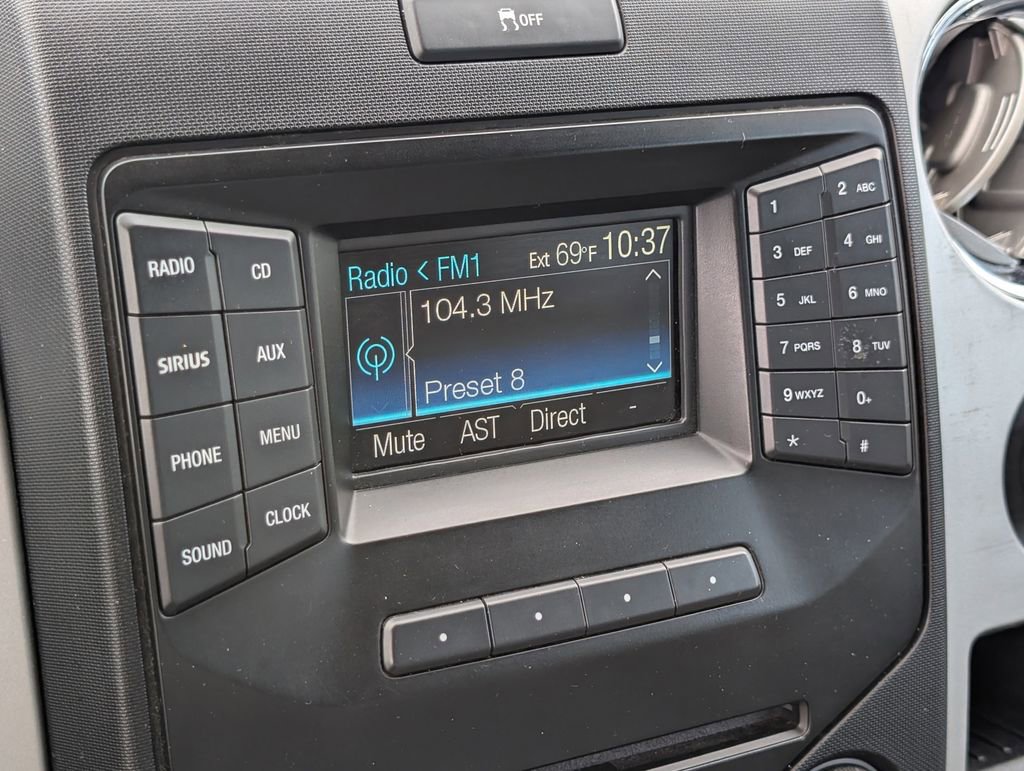 OFF
Radio < FM1
Ext 69°F 10:37
104.3 MHz
Preset 8
Mute AST Direct -
RADIO CD
SIRIUS AUX
PHONE MENU
SOUND CLOCK
1 2 ABC
3 DEF 4 GHI
5 JKL 6 MNO
7 PQRS 8 TUV
9 WXYZ 0+
* #